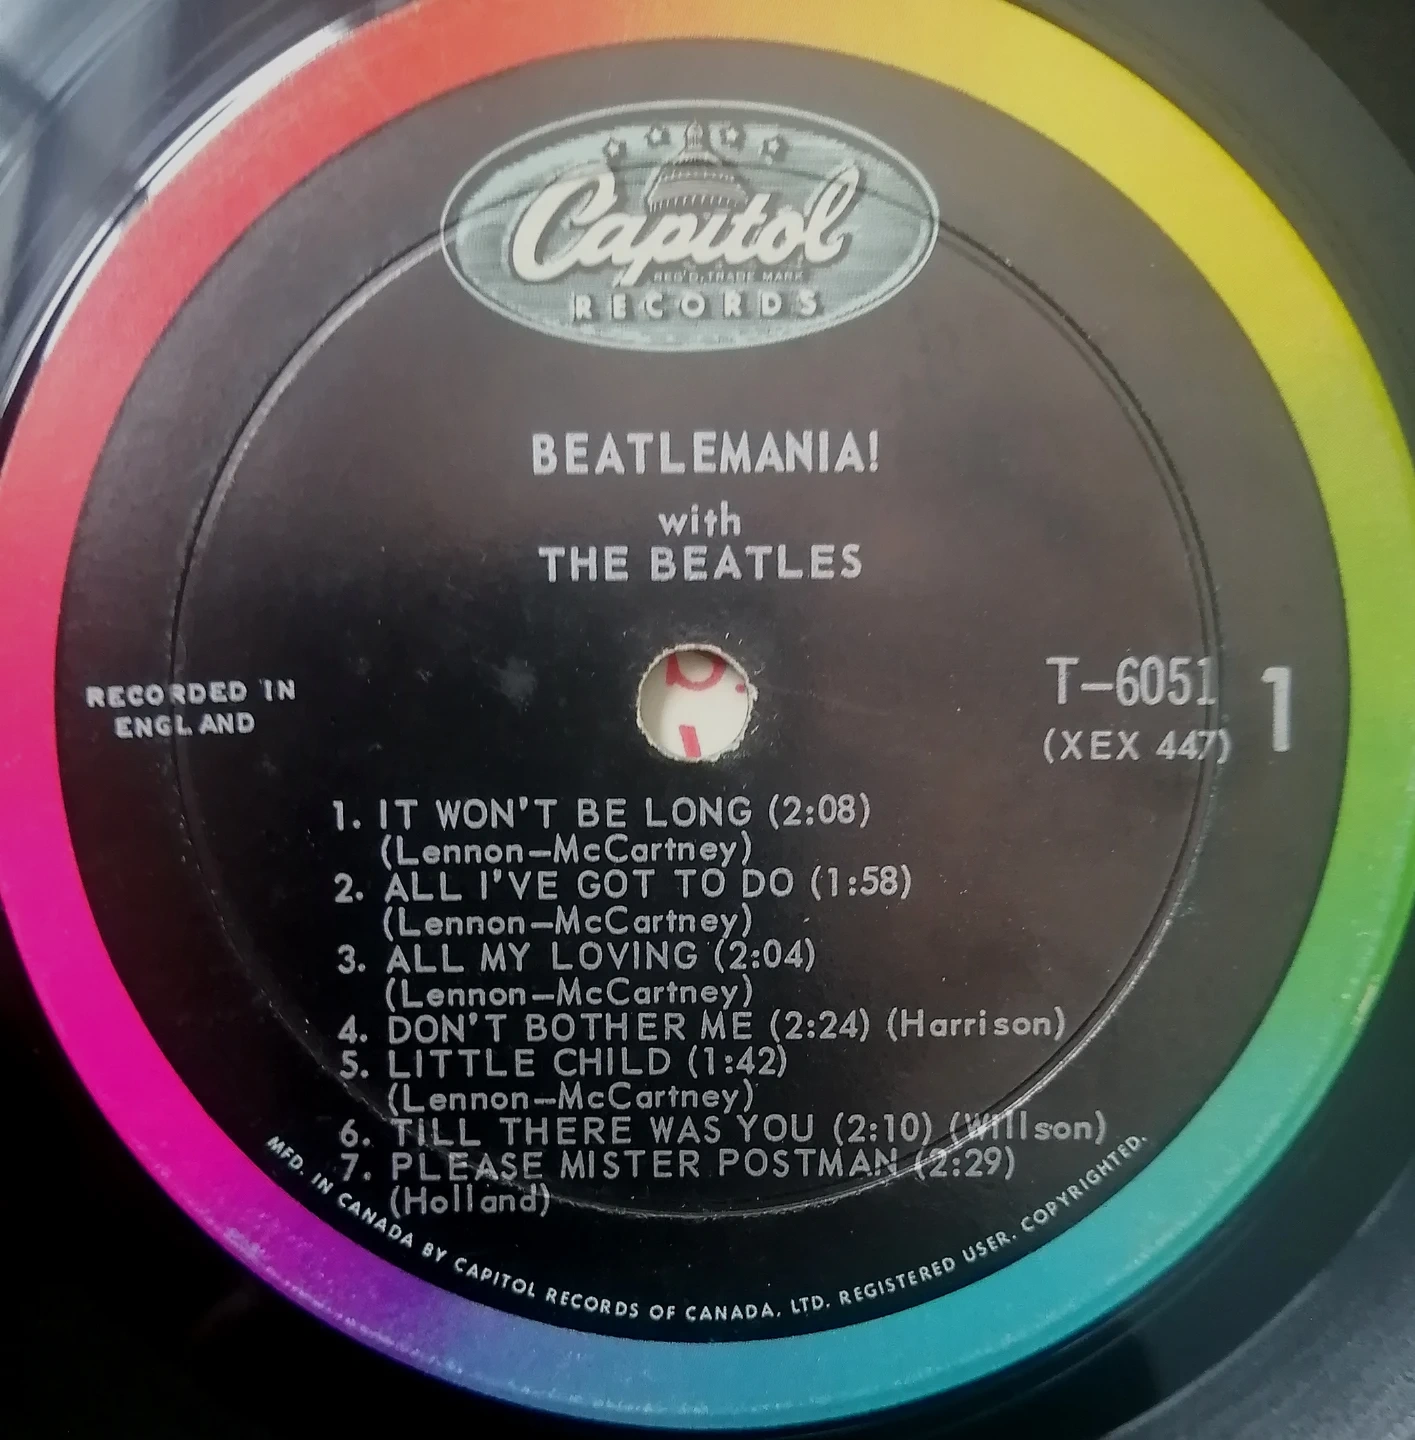 Capitol
REG'D. TRADE MARK
RECORDS
BEATLEMANIA!
with
THE BEATLES
RECORDED IN
ENGLAND
T-6051
(XEX 447)
1
1. IT WON'T BE LONG (2:08)
(Lennon-McCartney)
2. ALL I'VE GOT TO DO (1:58)
(Lennon-McCartney)
3. ALL MY LOVING (2:04)
(Lennon-McCartney)
4. DON'T BOTHER ME (2:24) (Harrison)
5. LITTLE CHILD (1:42)
(Lennon-McCartney)
6. TILL THERE WAS YOU (2:10) (Willson)
7. PLEASE MISTER POSTMAN (2:29)
(Holland)
MFD. IN CANADA BY CAPITOL RECORDS OF CANADA, LTD. REGISTERED USER. COPYRIGHTED.